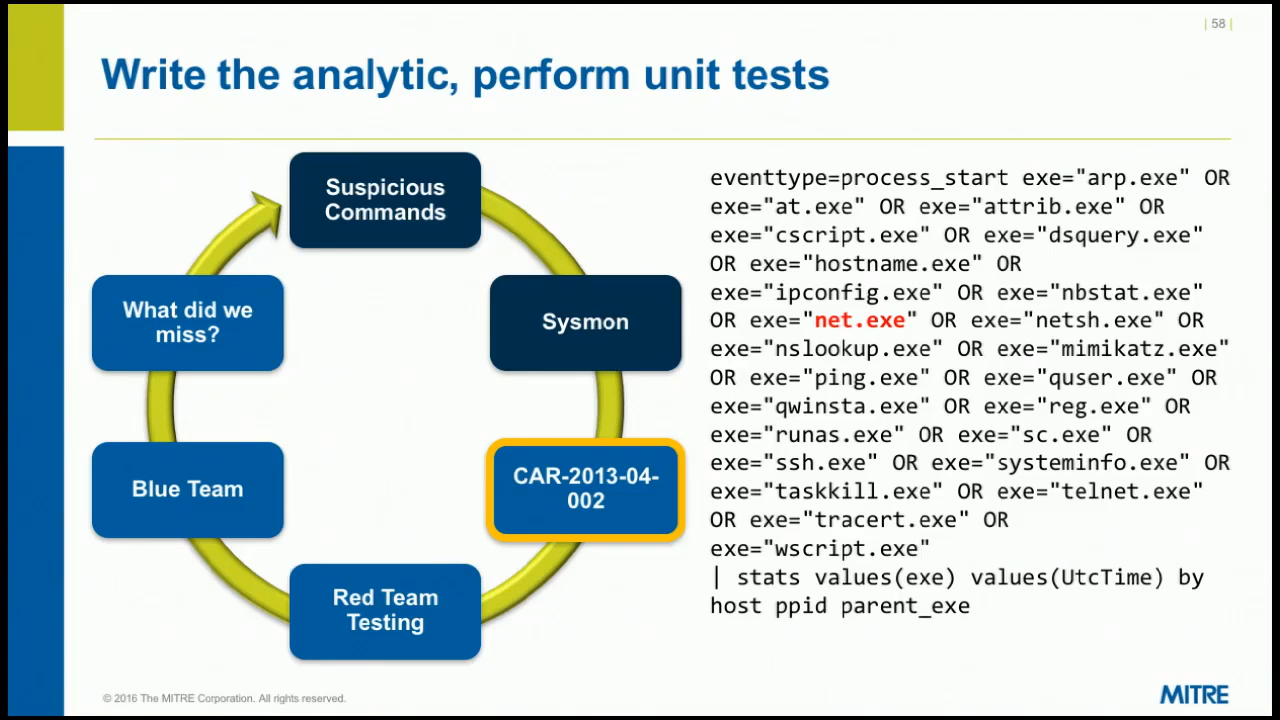 | 58 |
Write the analytic, perform unit tests
Suspicious
Commands
What did we
miss?
Sysmon
Blue Team
CAR-2013-04-
002
Red Team
Testing
eventtype=process_start exe="arp.exe" OR
exe="at.exe" OR exe="attrib.exe" OR
exe="cscript.exe" OR exe="dsquery.exe"
OR exe="hostname.exe" OR
exe="ipconfig.exe" OR exe="nbstat.exe"
OR exe="net.exe" OR exe="netsh.exe" OR
exe="nslookup.exe" OR exe="mimikatz.exe"
OR exe="ping.exe" OR exe="quser.exe" OR
exe="qwinsta.exe" OR exe="reg.exe" OR
exe="runas.exe" OR exe="sc.exe" OR
exe="ssh.exe" OR exe="systeminfo.exe" OR
exe="taskkill.exe" OR exe="telnet.exe"
OR exe="tracert.exe" OR
exe="wscript.exe"
| stats values(exe) values(UtcTime) by
host ppid parent_exe
© 2016 The MITRE Corporation. All rights reserved.
MITRE